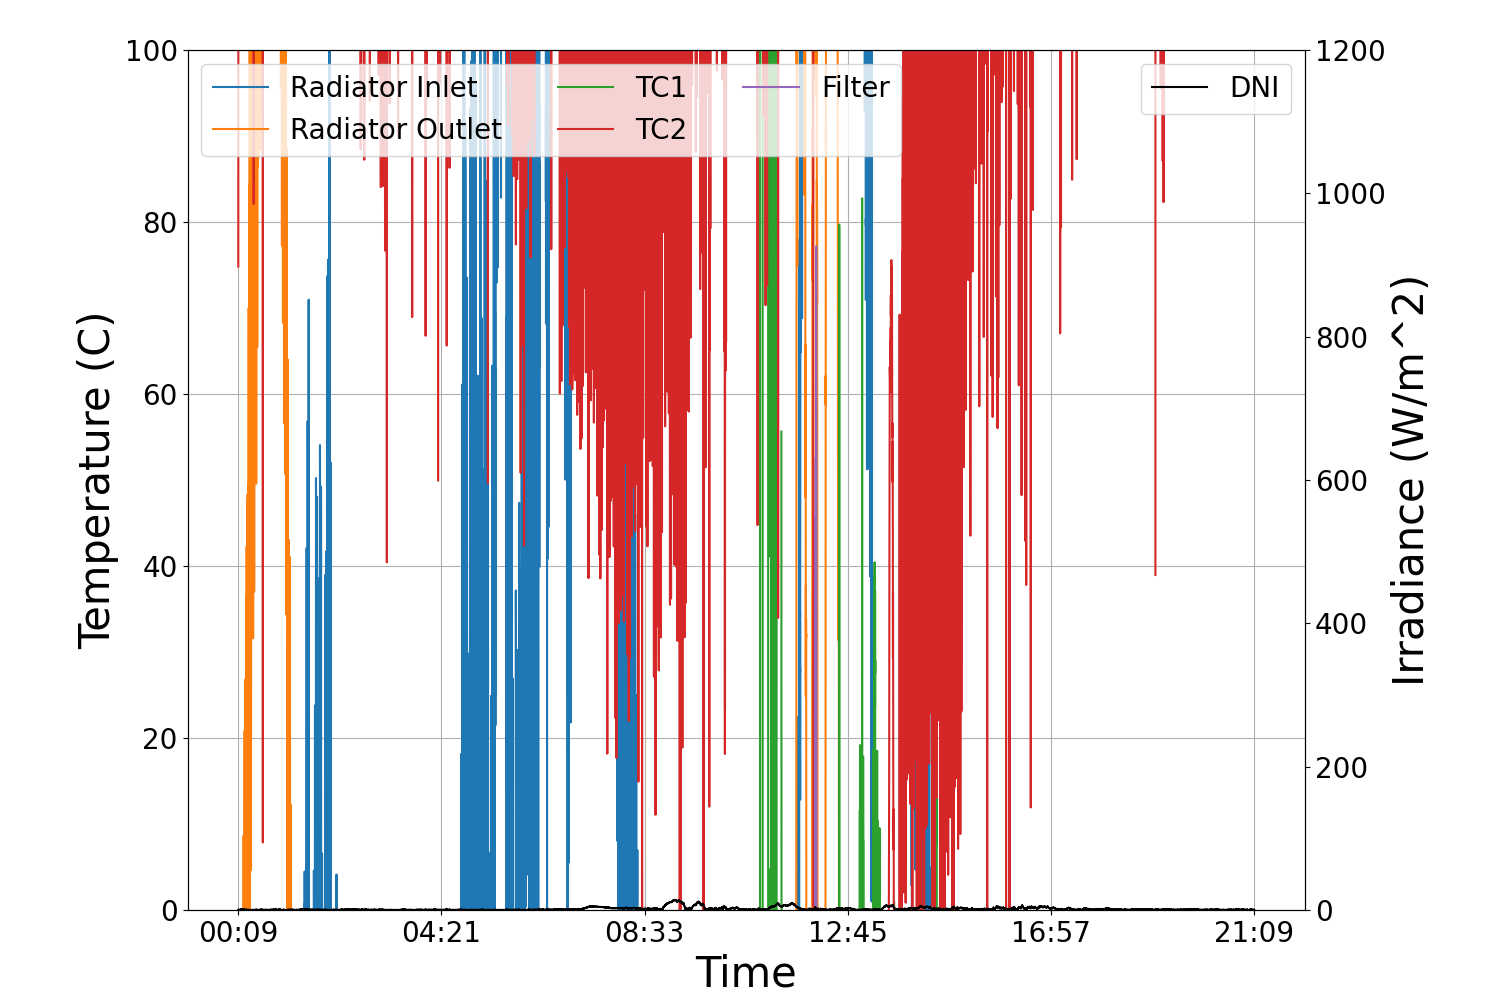 100
80
60
40
20
0
Temperature (C)
Radiator Inlet
Radiator Outlet
TC1
TC2
Filter
DNI
1200
1000
800
600
400
200
0
Irradiance (W/m^2)
00:09
04:21
08:33
12:45
16:57
21:09
Time